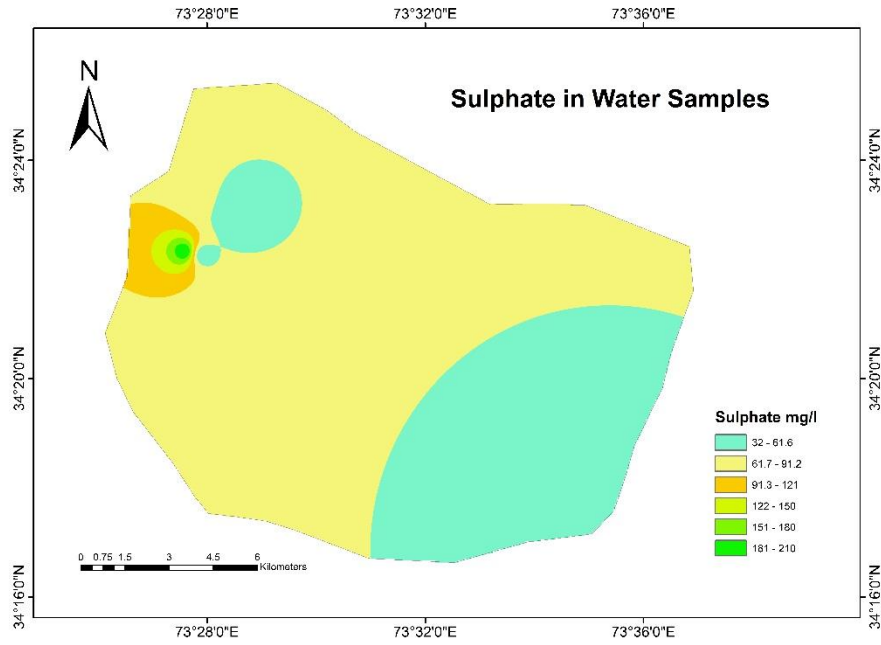 73°28'0"E 73°32'0"E 73°36'0"E
N
Sulphate in Water Samples
34°24'0"N 34°24'0"N
34°20'0"N 34°20'0"N
Sulphate mg/l
32 - 61.6
61.7 - 91.2
91.3 - 121
122 - 150
151 - 180
181 - 210
0 0.75 1.5 3 4.5 6
Kilometers
34°16'0"N 34°16'0"N
73°28'0"E 73°32'0"E 73°36'0"E